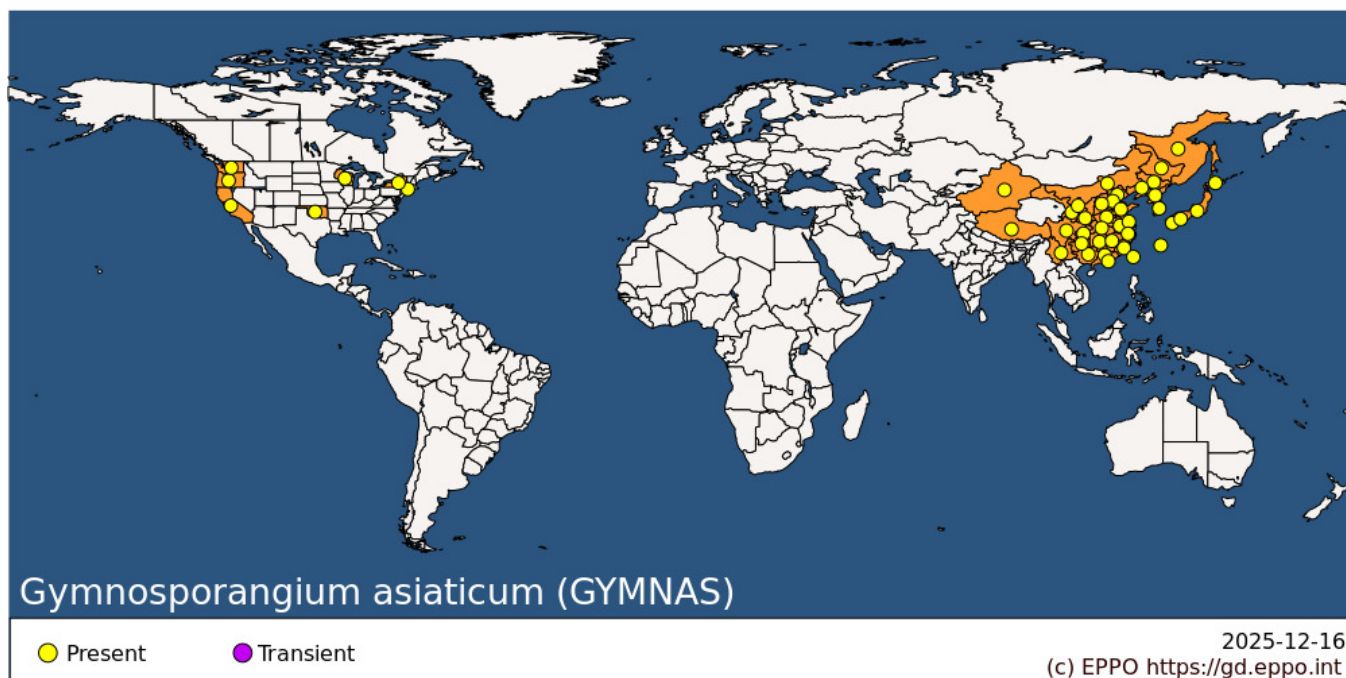 Gymnosporangium asiaticum (GYMNAS)
Present
Transient
2025-12-16
(c) EPPO https://gd.eppo.int